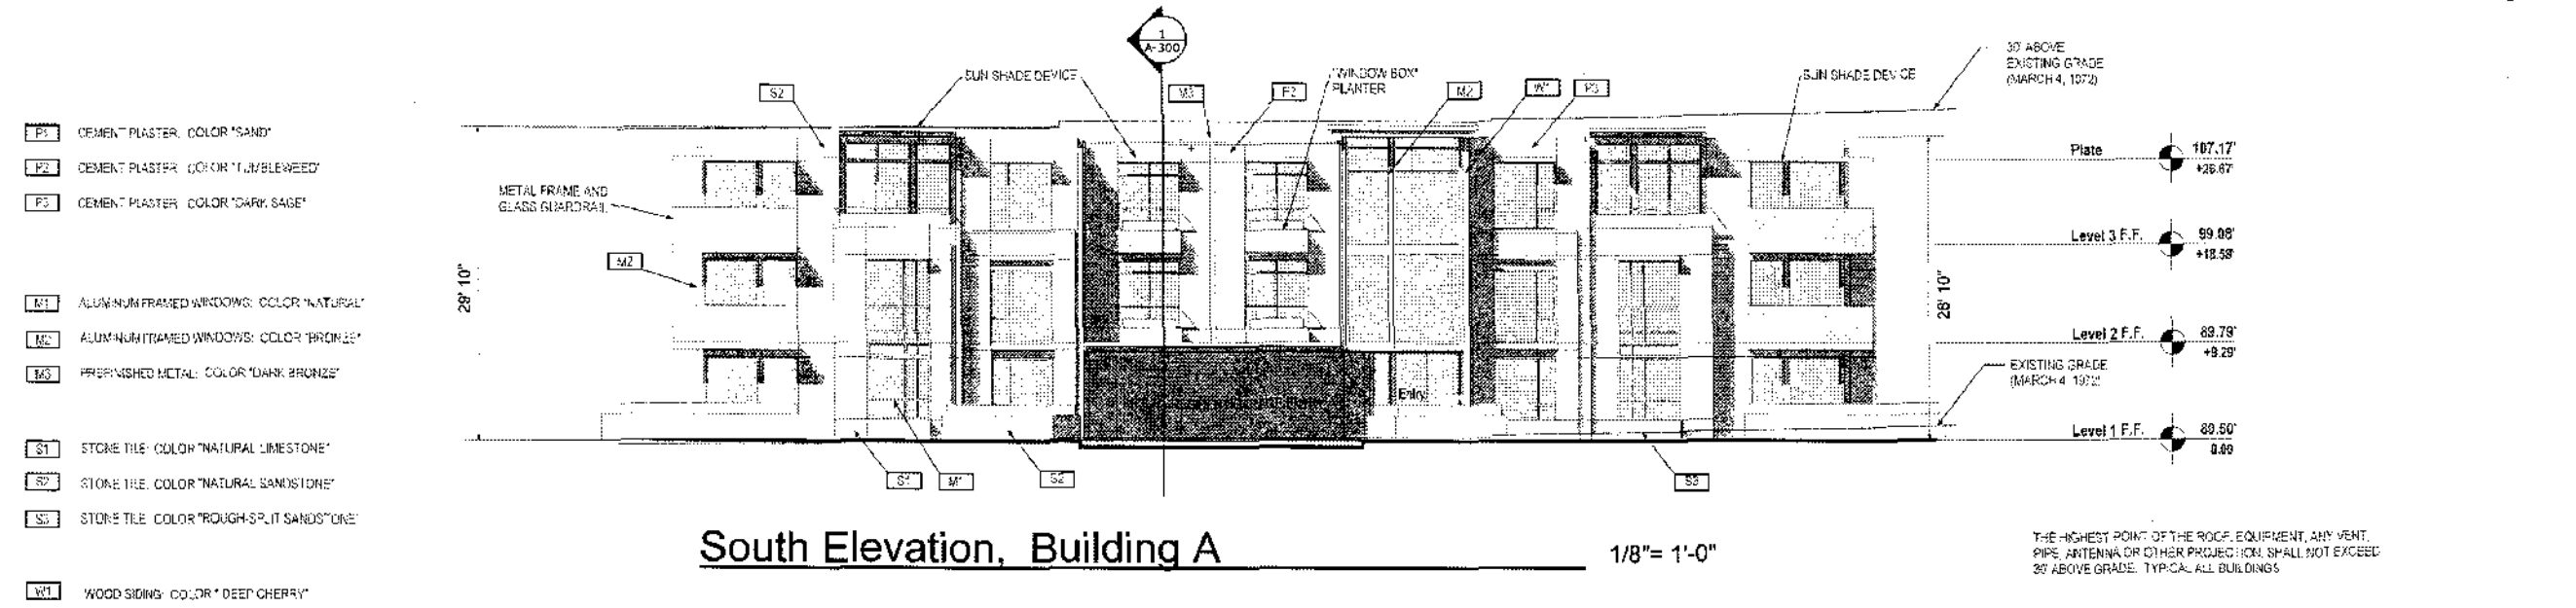 1
A-300
30' ABOVE
EXISTING GRADE
(MARCH 4, 1972)
SUN SHADE DEVICE
"WINDOW BOX"
PLANTER
SUN SHADE DEVICE
S2
M3
P2
M2
W1
P3
P1 CEMENT PLASTER: COLOR "SAND"
P2 CEMENT PLASTER: COLOR "TUMBLEWEED"
P3 CEMENT PLASTER: COLOR "DARK SAGE"
METAL FRAME AND
GLASS GUARDRAIL
Plate 107.17'
+26.67'
M2
Level 3 F.F. 99.08'
+18.58'
29' 10"
28' 10"
M1 ALUMINUM FRAMED WINDOWS: COLOR "NATURAL"
M2 ALUMINUM FRAMED WINDOWS: COLOR "BRONZE"
M3 PREFINISHED METAL: COLOR "DARK BRONZE"
Level 2 F.F. 89.79'
+9.29'
EXISTING GRADE
(MARCH 4, 1972)
Entry
Level 1 F.F. 80.50'
0.00
S1 STONE TILE: COLOR "NATURAL LIMESTONE"
S2 STONE TILE: COLOR "NATURAL SANDSTONE"
S3 STONE TILE: COLOR "ROUGH-SPLIT SANDSTONE"
S1
M1
S2
S3
South Elevation, Building A
1/8"= 1'-0"
THE HIGHEST POINT OF THE ROOF, EQUIPMENT, ANY VENT,
PIPE, ANTENNA OR OTHER PROJECTION, SHALL NOT EXCEED
30' ABOVE GRADE. TYPICAL ALL BUILDINGS
W1 WOOD SIDING: COLOR " DEEP CHERRY"